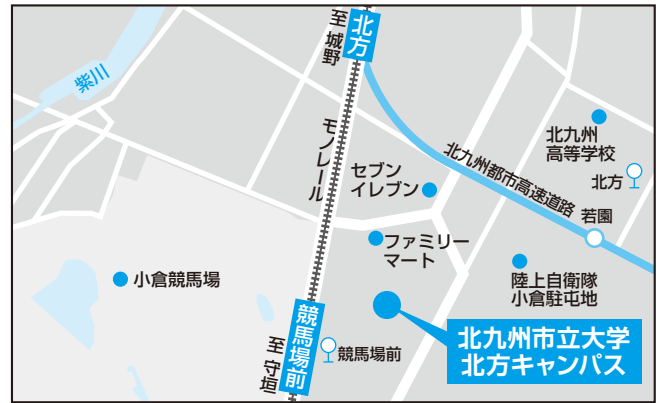 至 城野
北方
紫川
モノレール
セブン
イレブン
北九州都市高速道路
北九州
高等学校
北方
若園
ファミリー
マート
小倉競馬場
陸上自衛隊
小倉駐屯地
競馬場前
至 守垣
競馬場前
北九州市立大学
北方キャンパス